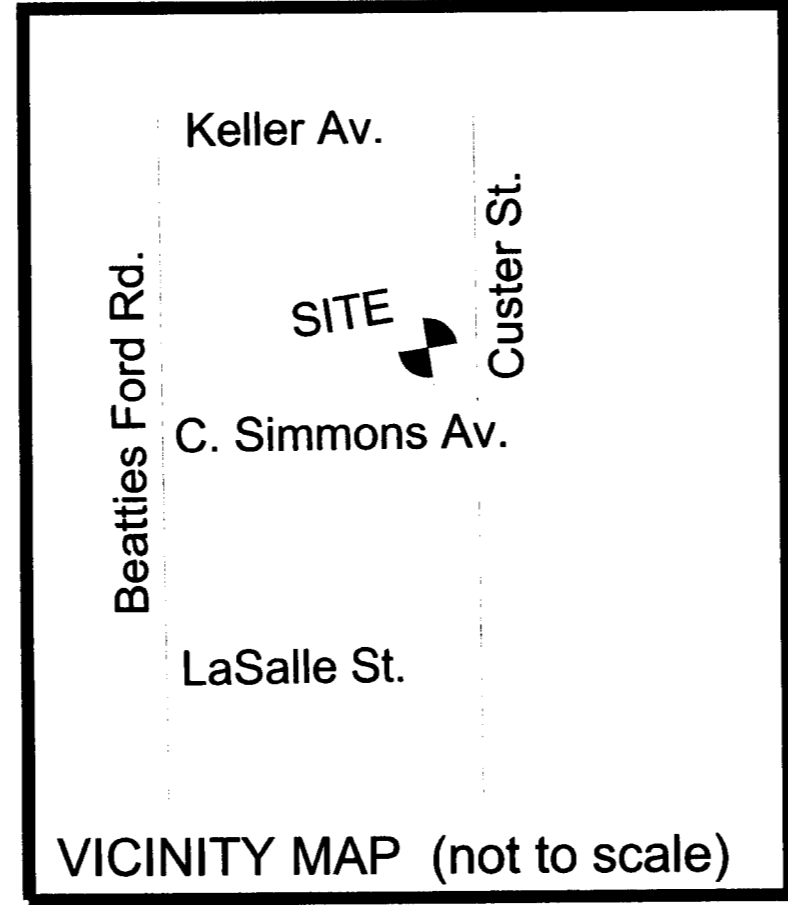 Keller Av.
Custer St.
SITE
Beatties Ford Rd.
C. Simmons Av.
LaSalle St.
VICINITY MAP (not to scale)